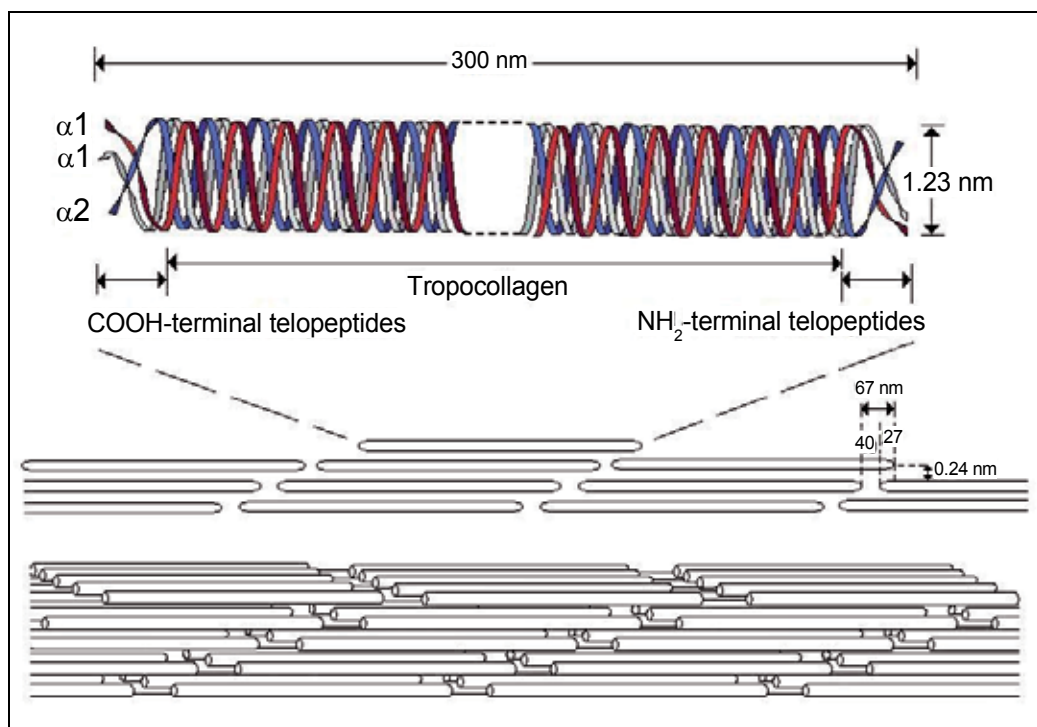 300 nm
α1
α1
α2
1.23 nm
Tropocollagen
COOH-terminal telopeptides
NH2-terminal telopeptides
67 nm
40
27
0.24 nm